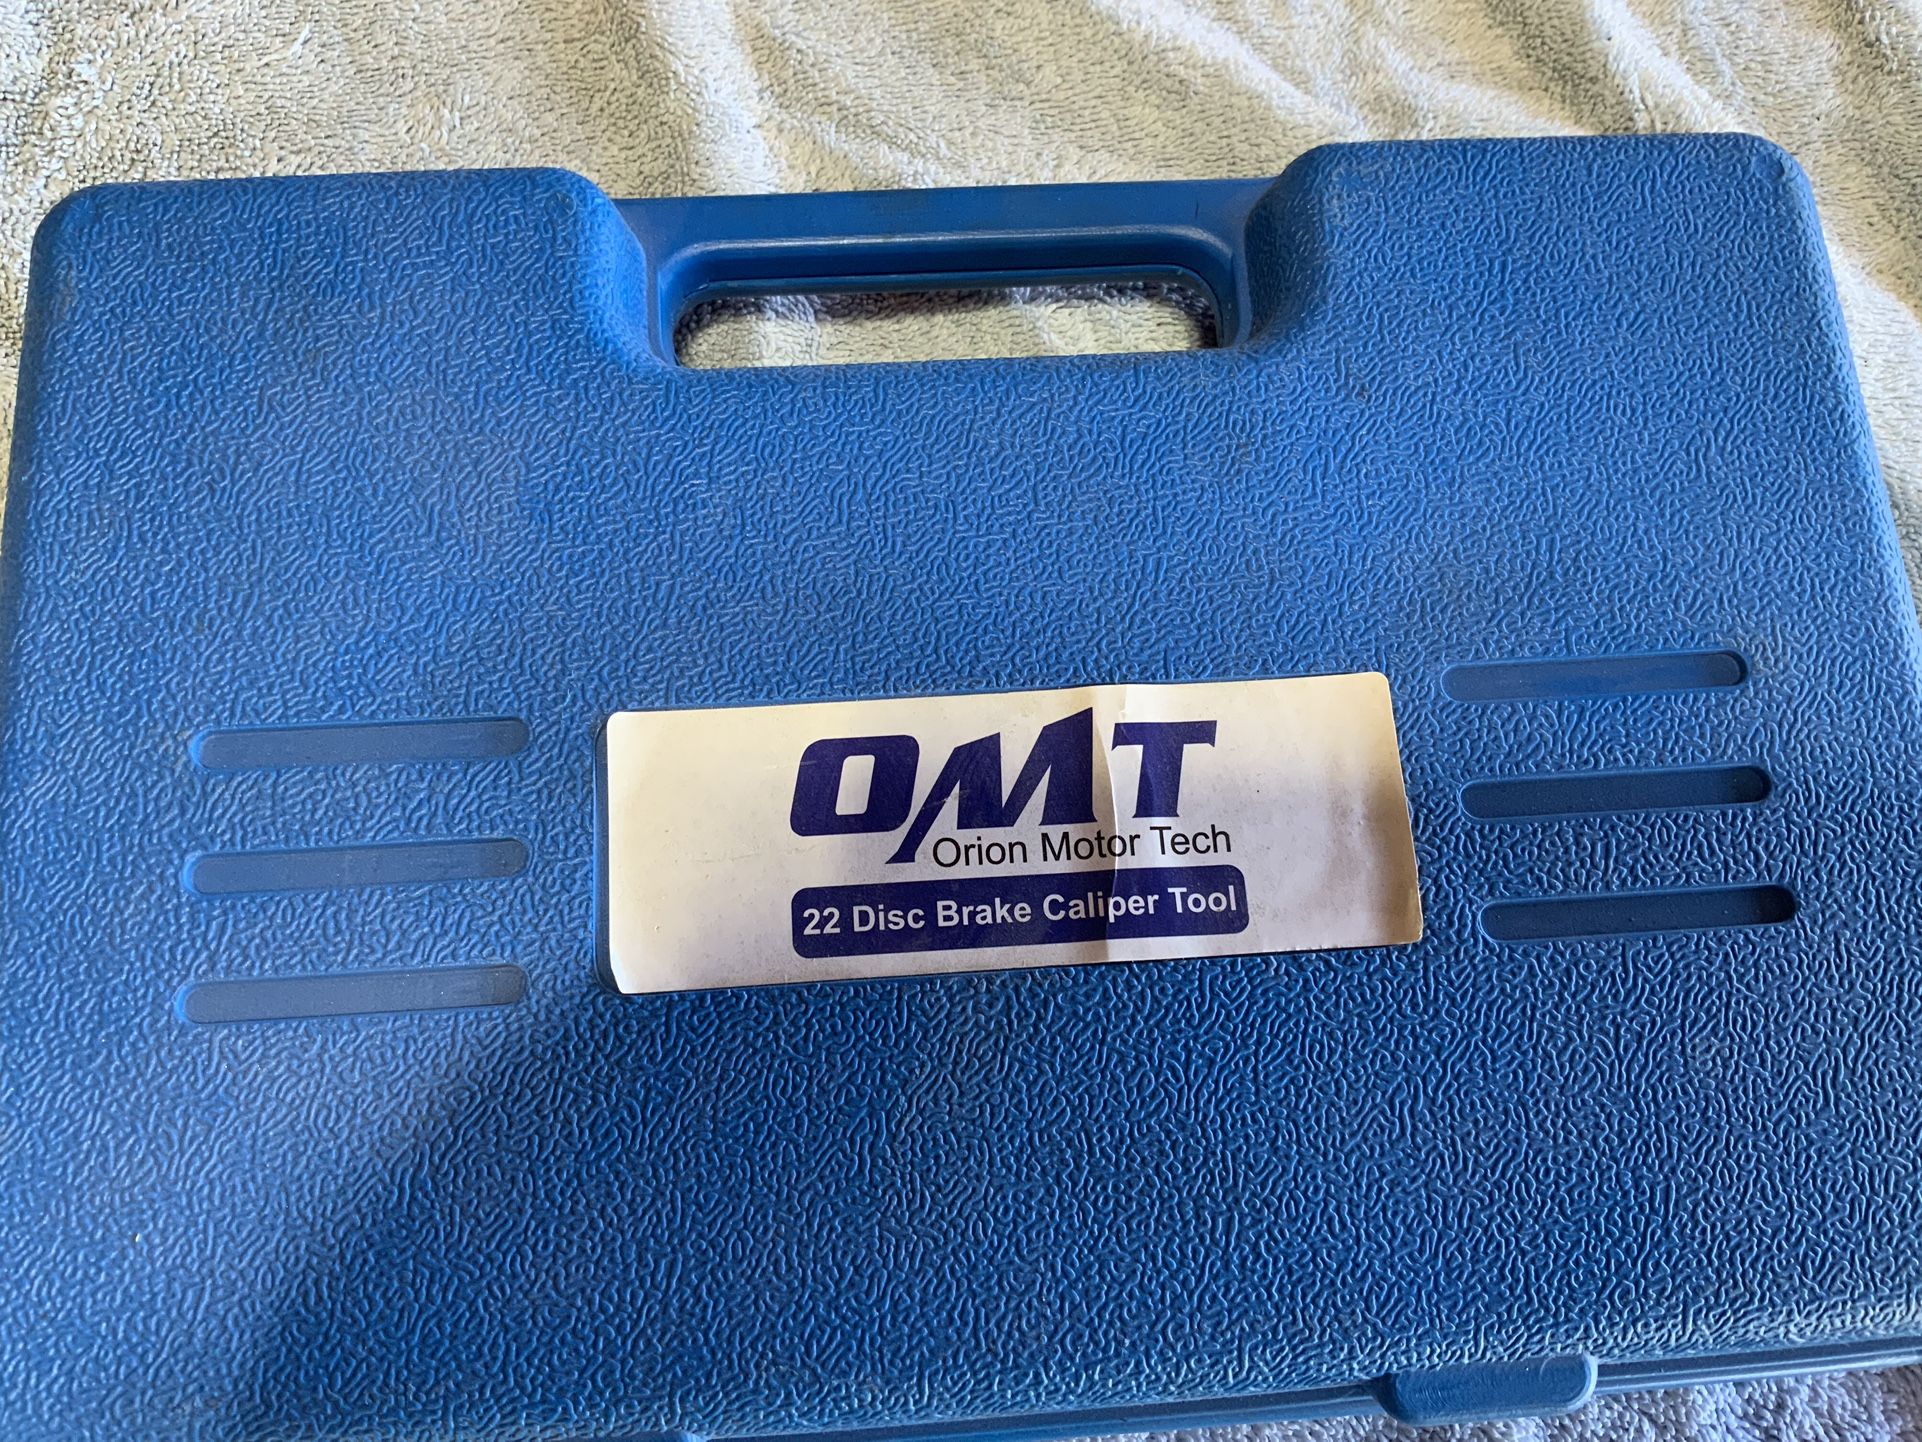 OMT
Orion Motor Tech
22 Disc Brake Caliper Tool